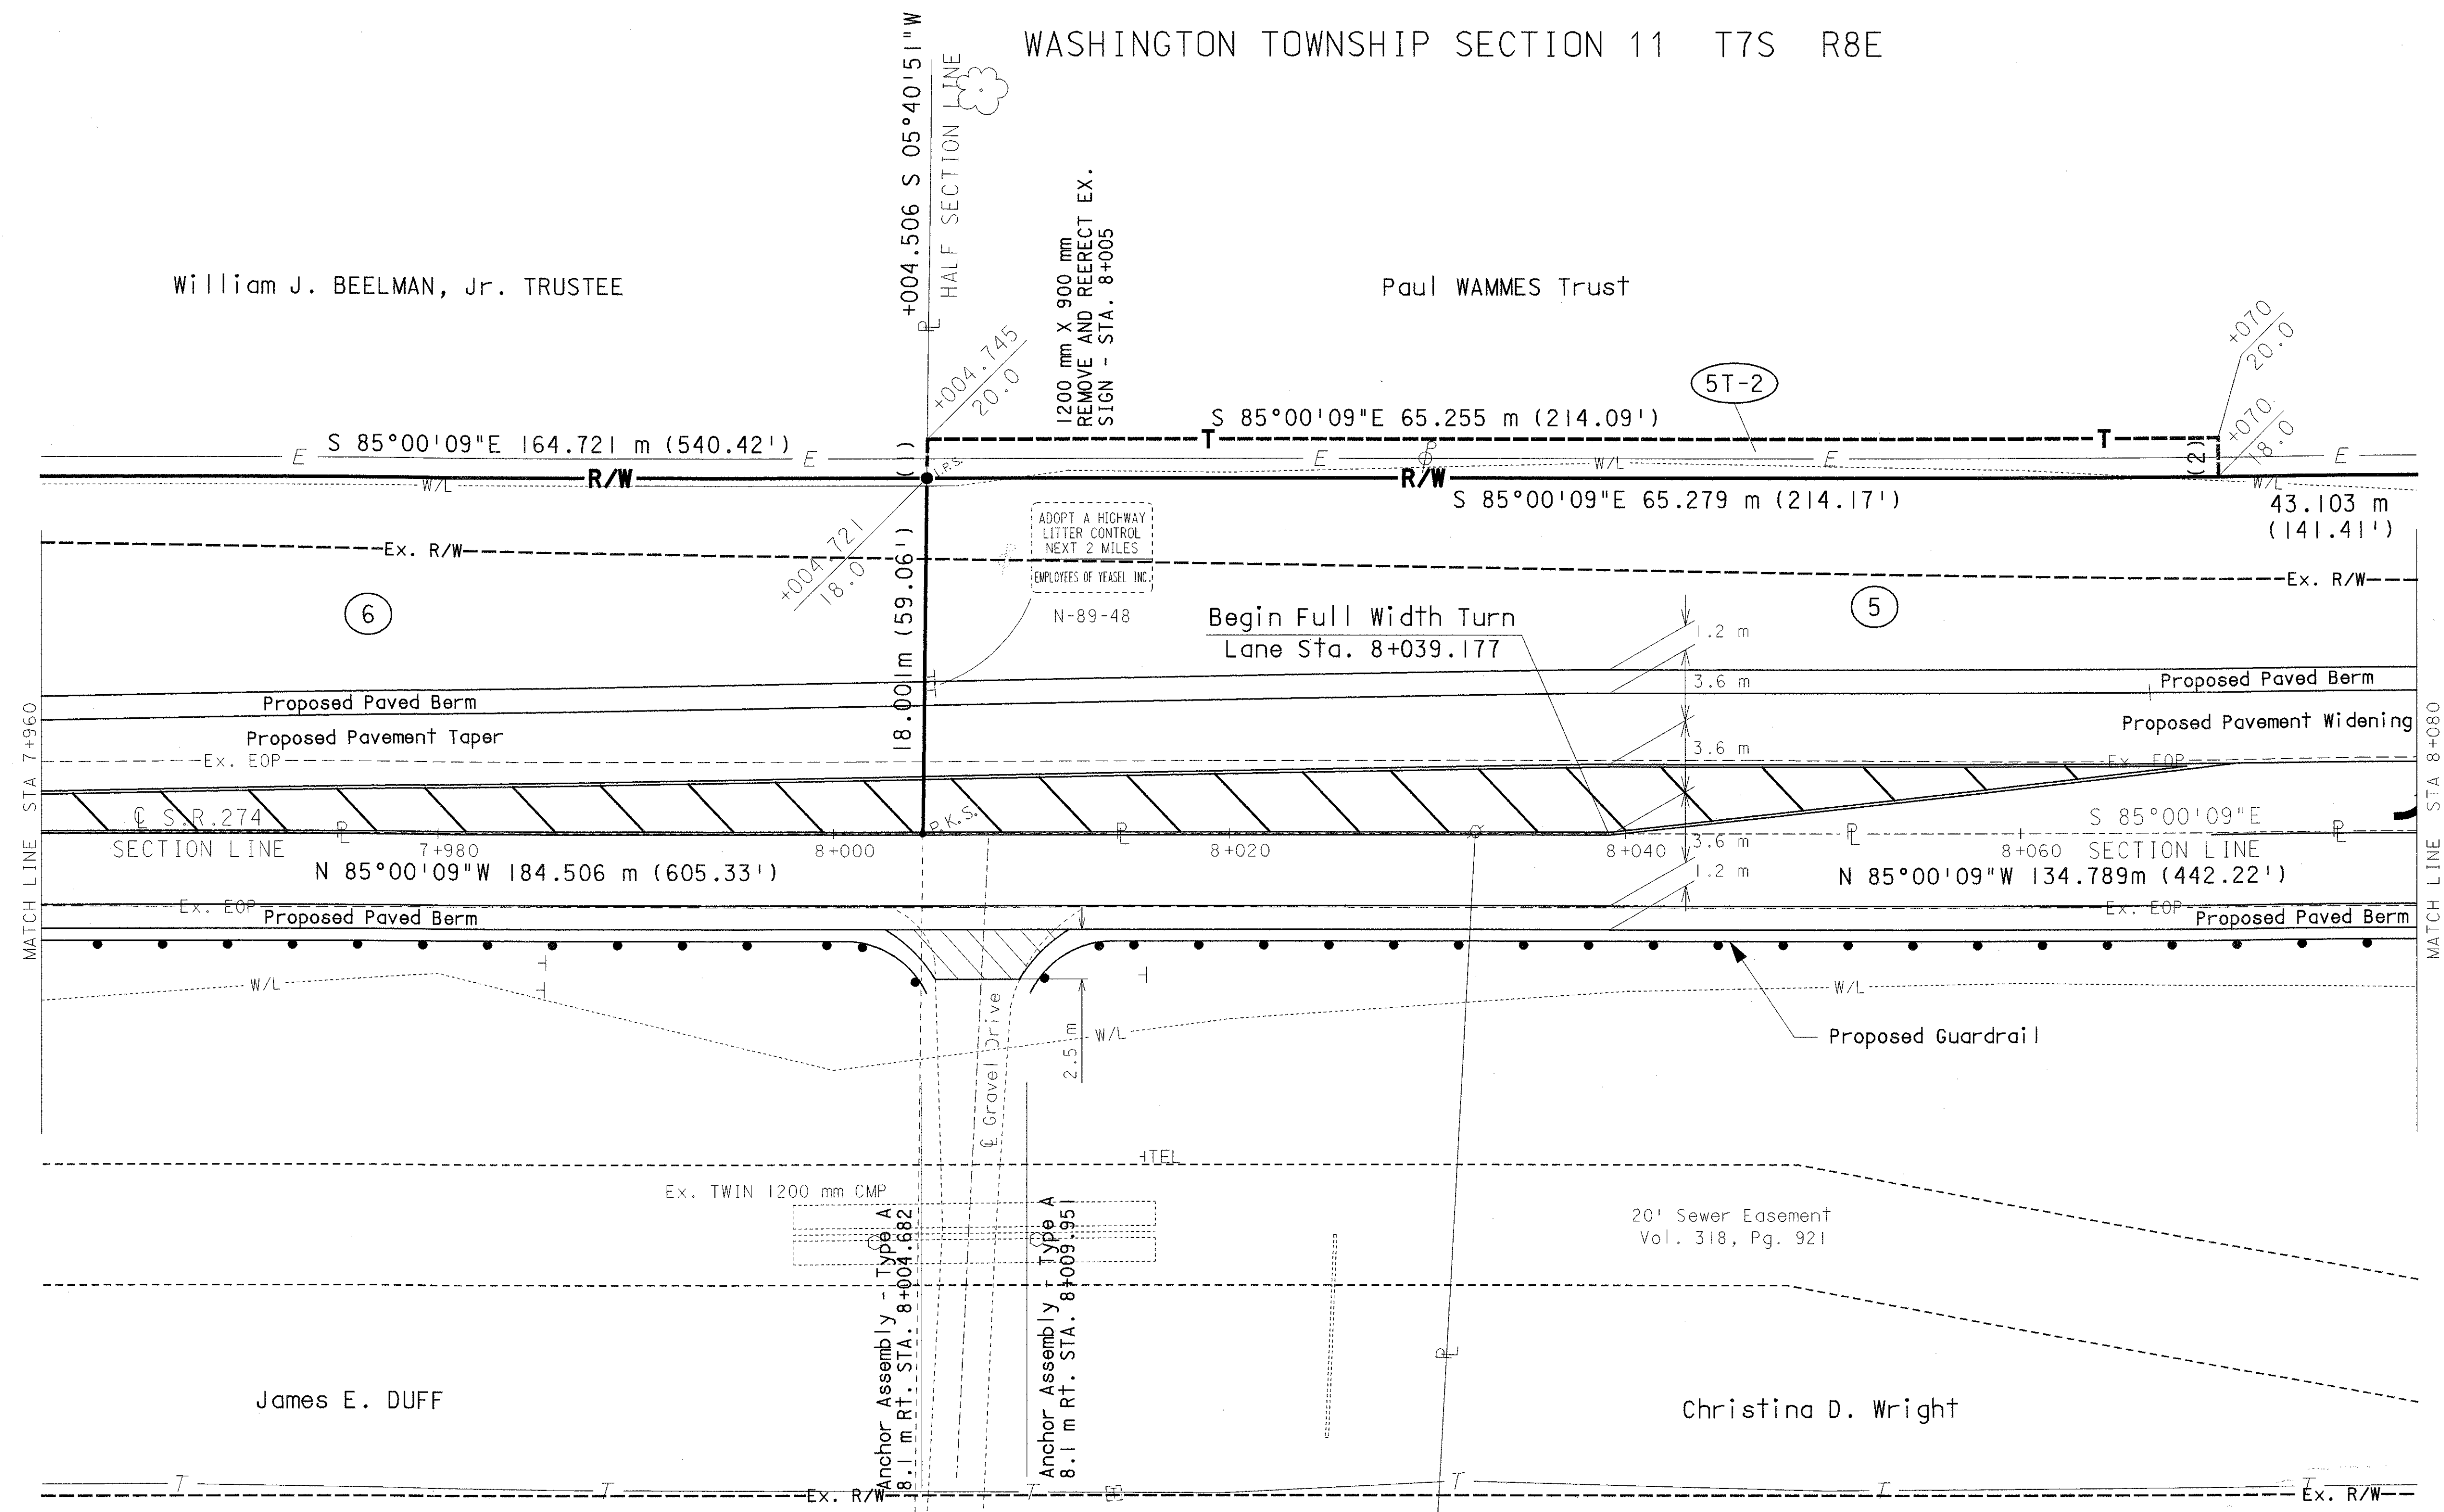 WASHINGTON TOWNSHIP SECTION 11 T7S R8E
+004.506 S 05°40'51"W
HALF SECTION LINE
PL
William J. BEELMAN, Jr. TRUSTEE
Paul WAMMES Trust
1200 mm X 900 mm
REMOVE AND REERECT EX.
SIGN - STA. 8+005
+004.745
20.0
+070
20.0
5T-2
S 85°00'09"E 164.721 m (540.42')
S 85°00'09"E 65.255 m (214.09')
+070
18.0
(1)
(2)
T
T
E
E
E
E
E
I.P.S.
W/L
W/L
W/L
R/W
R/W
S 85°00'09"E 65.279 m (214.17')
43.103 m
(141.41')
+004.721
18.0
18.001m (59.06')
ADOPT A HIGHWAY
LITTER CONTROL
NEXT 2 MILES
EMPLOYEES OF YEASEL INC.
N-89-48
Ex. R/W
Ex. R/W
6
5
Begin Full Width Turn
Lane Sta. 8+039.177
1.2 m
3.6 m
3.6 m
3.6 m
1.2 m
Proposed Paved Berm
Proposed Paved Berm
Proposed Pavement Taper
Proposed Pavement Widening
Ex. EOP
Ex. EOP
MATCH LINE STA 7+960
MATCH LINE STA 8+080
CL S.R.274
P.K.S.
S 85°00'09"E
SECTION LINE
PL
7+980
8+000
PL
8+020
8+040
PL
8+060
SECTION LINE
PL
N 85°00'09"W 184.506 m (605.33')
N 85°00'09"W 134.789m (442.22')
Ex. EOP
Ex. EOP
Proposed Paved Berm
Proposed Paved Berm
W/L
W/L
W/L
2.5 m
CL Gravel Drive
Proposed Guardrail
TEL
Ex. TWIN 1200 mm CMP
20' Sewer Easement
Vol. 318, Pg. 921
Anchor Assembly - Type A
8.1 m Rt. STA. 8+004.682
Anchor Assembly - Type A
8.1 m Rt. STA. 8+009.951
PL
James E. DUFF
Christina D. Wright
T
T
T
T
T
T
Ex. R/W
Ex. R/W